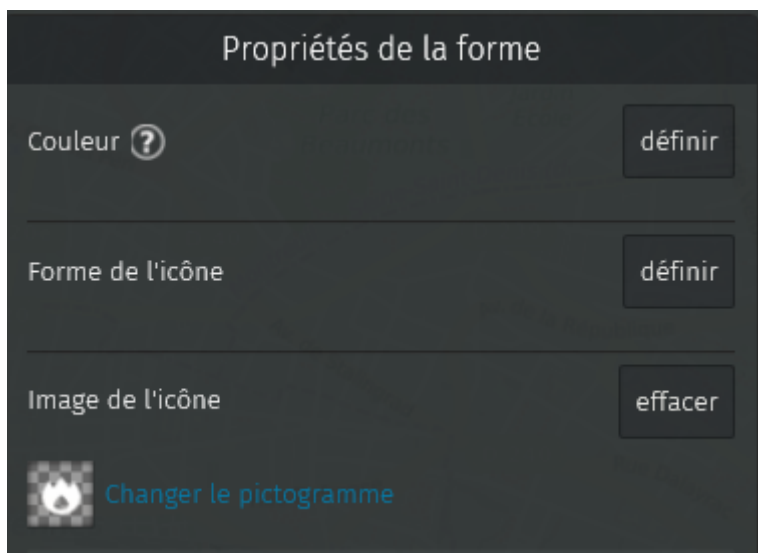 Propriétés de la forme
Couleur ?
définir
Forme de l'icône
définir
Image de l'icône
effacer
Changer le pictogramme